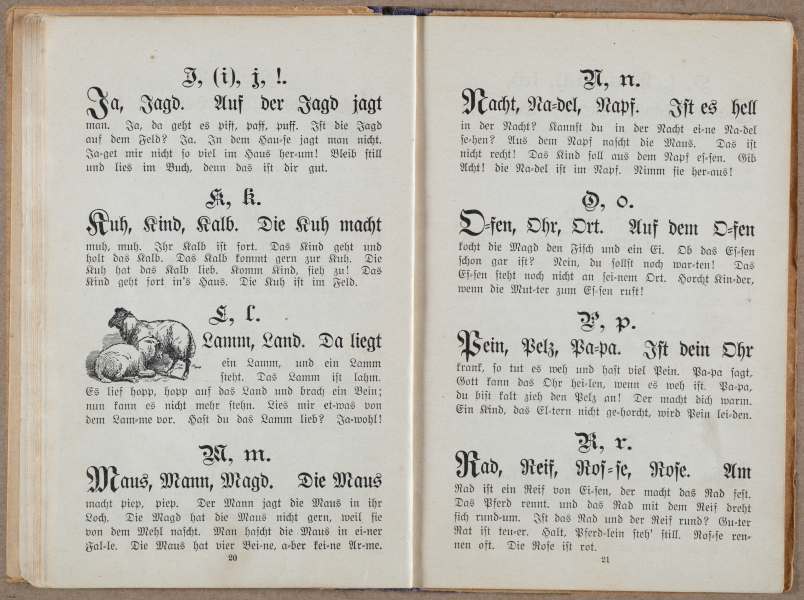 J, (i), j, !.
Ja, Jagd. Auf der Jagd jagt
man. Ja, da geht es piff, paff, puff. Ist die Jagd
auf dem Feld? Ja. In dem Hau⸗se jagt man nicht.
Ja⸗get mir nicht so viel im Haus her⸗um! Bleib still
und lies im Buch, denn das ist dir gut.
K, k.
Kuh, Kind, Kalb. Die Kuh macht
muh, muh. Ihr Kalb ist fort. Das Kind geht und
holt das Kalb. Das Kalb kommt gern zur Kuh. Die
Kuh hat das Kalb lieb. Komm Kind, sieh zu! Das
Kind geht fort in's Haus. Die Kuh ist im Feld.
L, l.
Lamm, Land. Da liegt
ein Lamm, und ein Lamm
steht. Das Lamm ist lahm.
Es lief hopp, hopp auf das Land und brach ein Bein;
nun kann es nicht mehr stehn. Lies mir et⸗was von
dem Lam⸗me vor. Hast du das Lamm lieb? Ja⸗wohl!
M, m.
Maus, Mann, Magd. Die Maus
macht piep, piep. Der Mann jagt die Maus in ihr
Loch. Die Magd hat die Maus nicht gern, weil sie
von dem Mehl nascht. Man hascht die Maus in ei⸗ner
Fal⸗le. Die Maus hat vier Bei⸗ne, a⸗ber kei⸗ne Ar⸗me.
20
N, n.
Nacht, Na⸗del, Napf. Ist es hell
in der Nacht? Kannst du in der Nacht ei⸗ne Na⸗del
se⸗hen? Aus dem Napf nascht die Maus. Das ist
nicht recht! Das Kind soll aus dem Napf es⸗sen. Gib
Acht! die Na⸗del ist im Napf. Nimm sie her⸗aus!
O, o.
O⸗fen, Ohr, Ort. Auf dem O⸗fen
kocht die Magd den Fisch und ein Ei. Ob das Es⸗sen
schon gar ist? Nein, du sollst noch war⸗ten! Das
Es⸗sen steht noch nicht an sei⸗nem Ort. Horcht Kin⸗der,
wenn die Mut⸗ter zum Es⸗sen ruft!
P, p.
Pein, Pelz, Pa⸗pa. Ist dein Ohr
krank, so tut es weh und hast viel Pein. Pa⸗pa sagt,
Gott kann das Ohr hei⸗len, wenn es weh ist. Pa⸗pa,
du bist kalt zieh den Pelz an! Der macht dich warm.
Ein Kind, das El⸗tern nicht ge⸗horcht, wird Pein lei⸗den.
R, r.
Rad, Reif, Ros⸗se, Rose. Am
Rad ist ein Reif von Ei⸗sen, der macht das Rad fest.
Das Pferd rennt, und das Rad mit dem Reif dreht
sich rund⸗um. Ist das Rad und der Reif rund? Gu⸗ter
Rat ist teu⸗er. Halt, Pferd⸗lein steh' still. Ros⸗se ren⸗
nen oft. Die Rose ist rot.
21